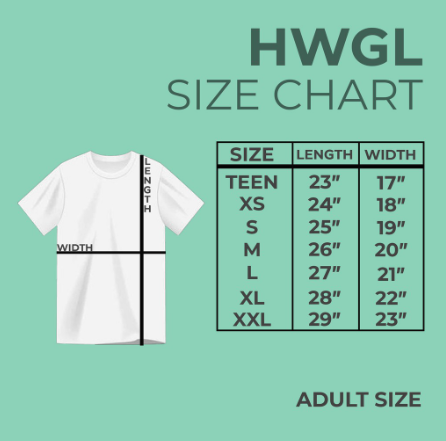 HWGL
SIZE CHART
LENGTH
WIDTH
SIZE LENGTH WIDTH
TEEN 23" 17"
XS 24" 18"
S 25" 19"
M 26" 20"
L 27" 21"
XL 28" 22"
XXL 29" 23"
ADULT SIZE